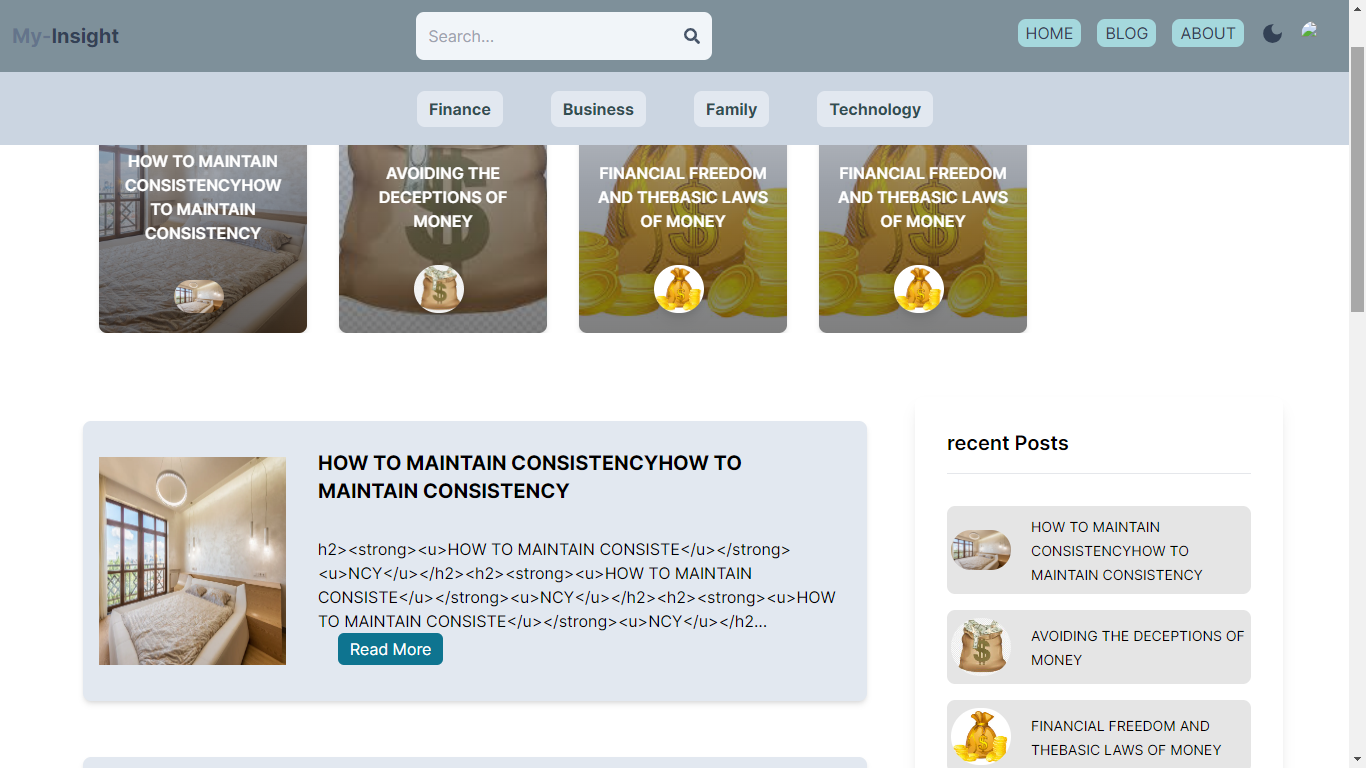 My-Insight
Search...
HOME
BLOG
ABOUT
Finance
Business
Family
Technology
HOW TO MAINTAIN
CONSISTENCYHOW
TO MAINTAIN
CONSISTENCY
AVOIDING THE
DECEPTIONS OF
MONEY
FINANCIAL FREEDOM
AND THEBASIC LAWS
OF MONEY
FINANCIAL FREEDOM
AND THEBASIC LAWS
OF MONEY
HOW TO MAINTAIN CONSISTENCYHOW TO
MAINTAIN CONSISTENCY
h2><strong><u>HOW TO MAINTAIN CONSISTE</u></strong>
<u>NCY</u></h2><h2><strong><u>HOW TO MAINTAIN
CONSISTE</u></strong><u>NCY</u></h2><h2><strong><u>HOW
TO MAINTAIN CONSISTE</u></strong><u>NCY</u></h2...
Read More
recent Posts
HOW TO MAINTAIN
CONSISTENCYHOW TO
MAINTAIN CONSISTENCY
AVOIDING THE DECEPTIONS OF
MONEY
FINANCIAL FREEDOM AND
THEBASIC LAWS OF MONEY